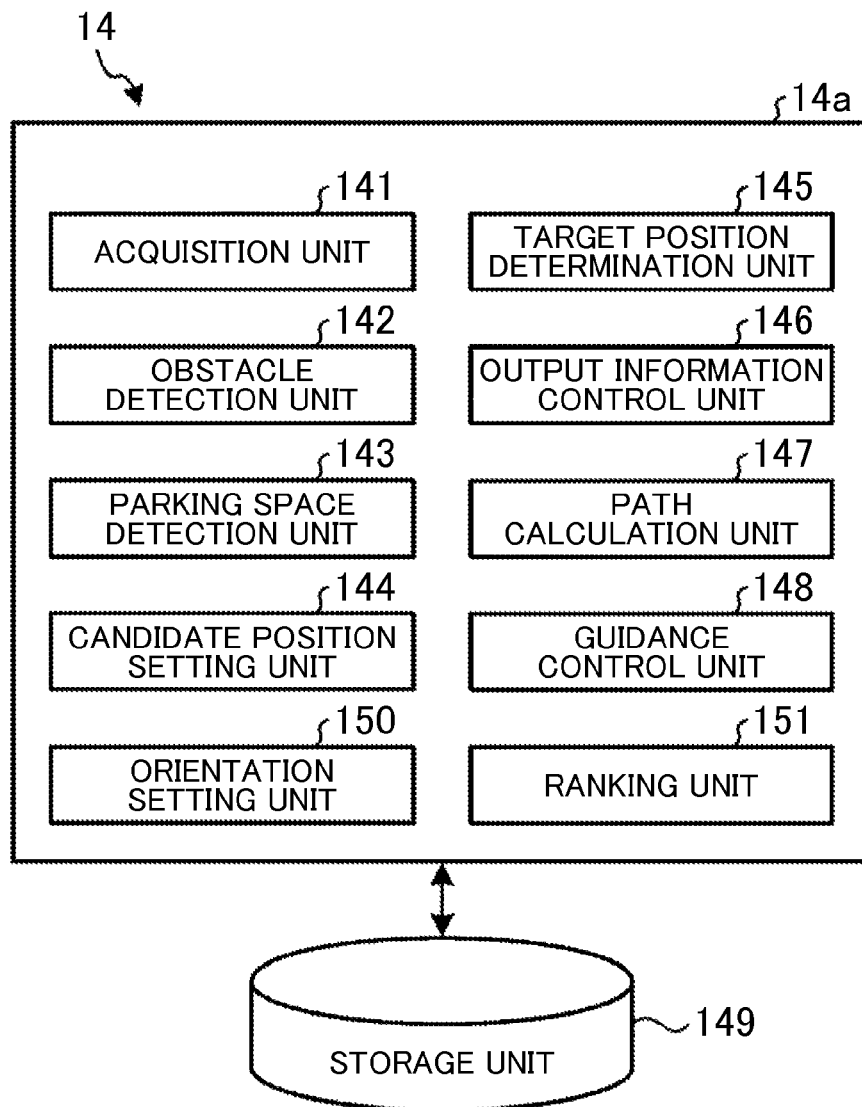 14
14a
141
ACQUISITION UNIT
142
OBSTACLE
DETECTION UNIT
143
PARKING SPACE
DETECTION UNIT
144
CANDIDATE POSITION
SETTING UNIT
150
ORIENTATION
SETTING UNIT
145
TARGET POSITION
DETERMINATION UNIT
146
OUTPUT INFORMATION
CONTROL UNIT
147
PATH
CALCULATION UNIT
148
GUIDANCE
CONTROL UNIT
151
RANKING UNIT
149
STORAGE UNIT